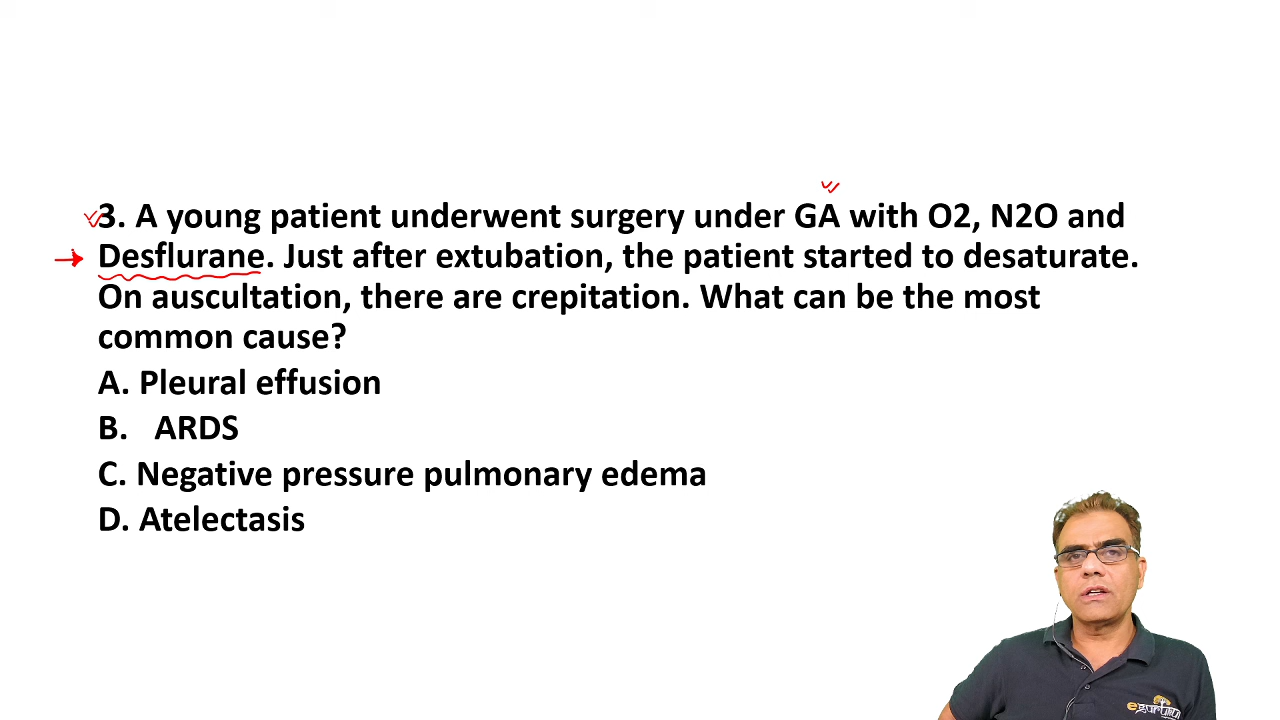 3. A young patient underwent surgery under GA with O2, N2O and
Desflurane. Just after extubation, the patient started to desaturate.
On auscultation, there are crepitation. What can be the most
common cause?
A. Pleural effusion
B. ARDS
C. Negative pressure pulmonary edema
D. Atelectasis
egurukul